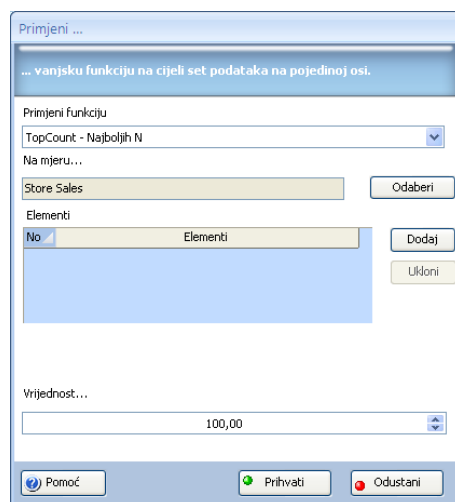 Primjeni ...
... vanjsku funkciju na cijeli set podataka na pojedinoj osi.
Primjeni funkciju
TopCount - Najboljih N
Na mjeru...
Store Sales
Odaberi
Elementi
No Elementi
Dodaj
Ukloni
Vrijednost...
100,00
Pomoć Prihvati Odustani